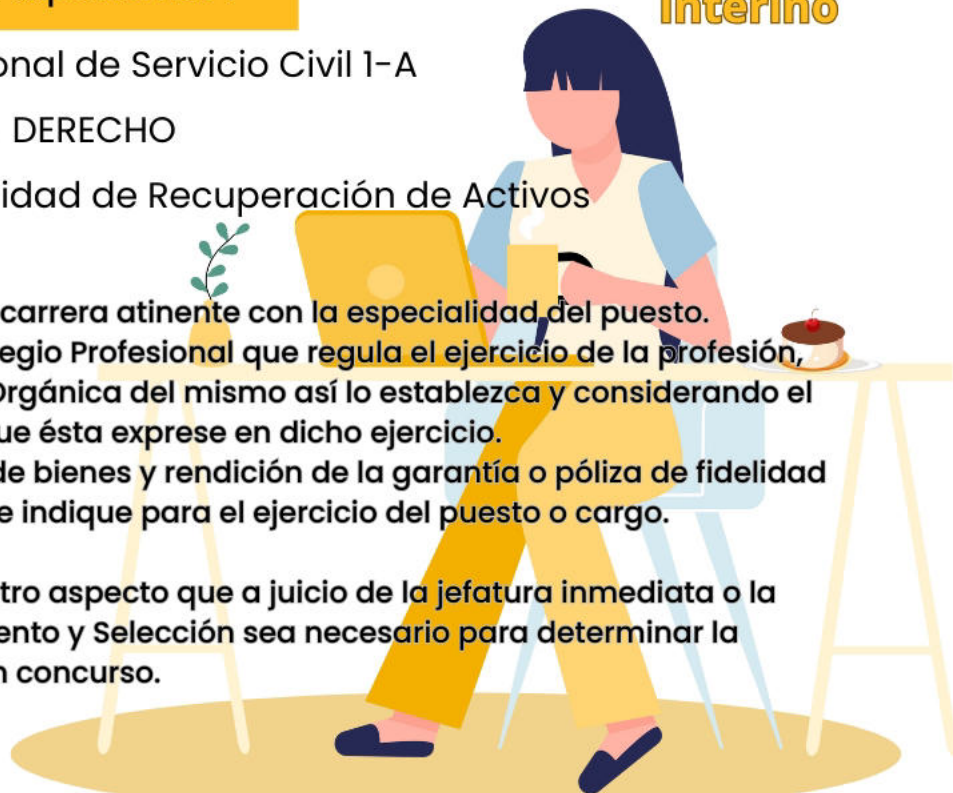 Interino
onal de Servicio Civil 1-A
DERECHO
idad de Recuperación de Activos
carrera atinente con la especialidad del puesto.
egio Profesional que regula el ejercicio de la profesión,
Orgánica del mismo así lo establezca y considerando el
ue ésta exprese en dicho ejercicio.
de bienes y rendición de la garantía o póliza de fidelidad
e indique para el ejercicio del puesto o cargo.
tro aspecto que a juicio de la jefatura inmediata o la
ento y Selección sea necesario para determinar la
n concurso.